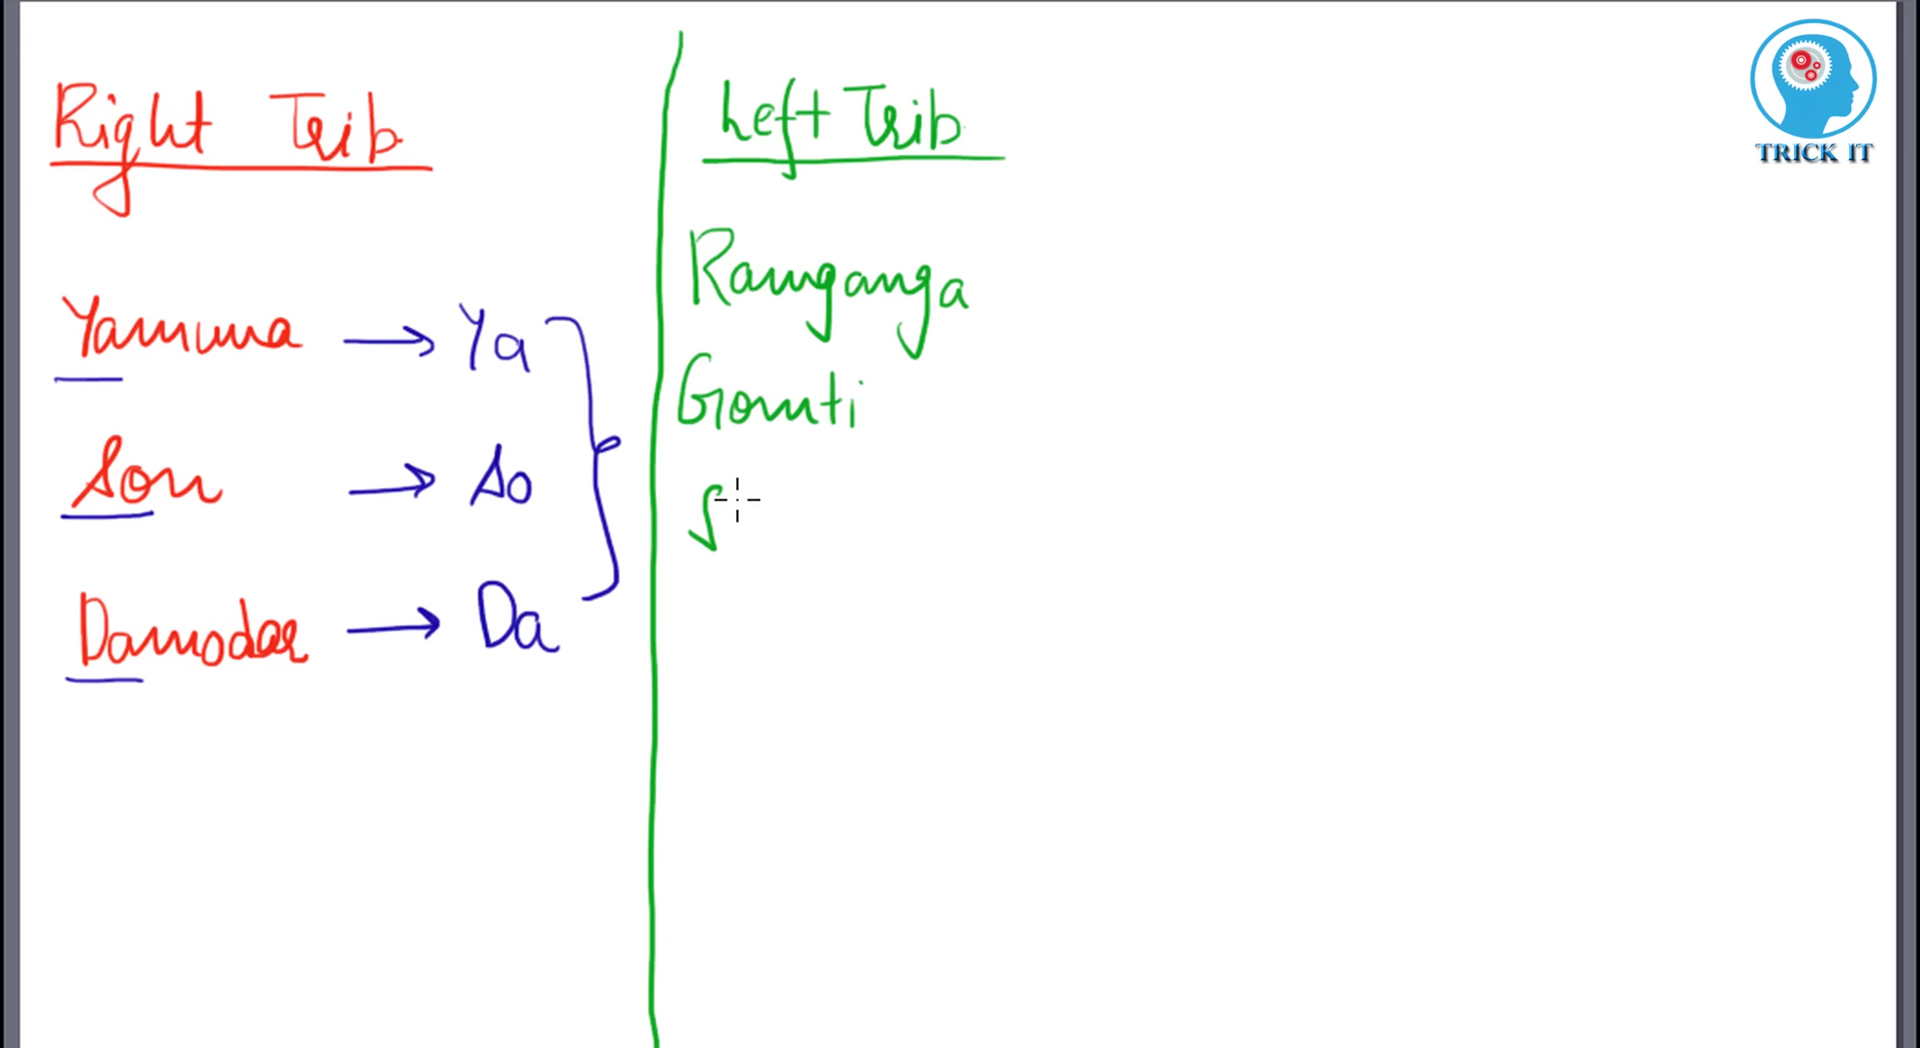 Right Trib
Yamuna → Ya
Son → So
Damodar → Da
Left Trib
Ramganga
Gomti
S
TRICK IT